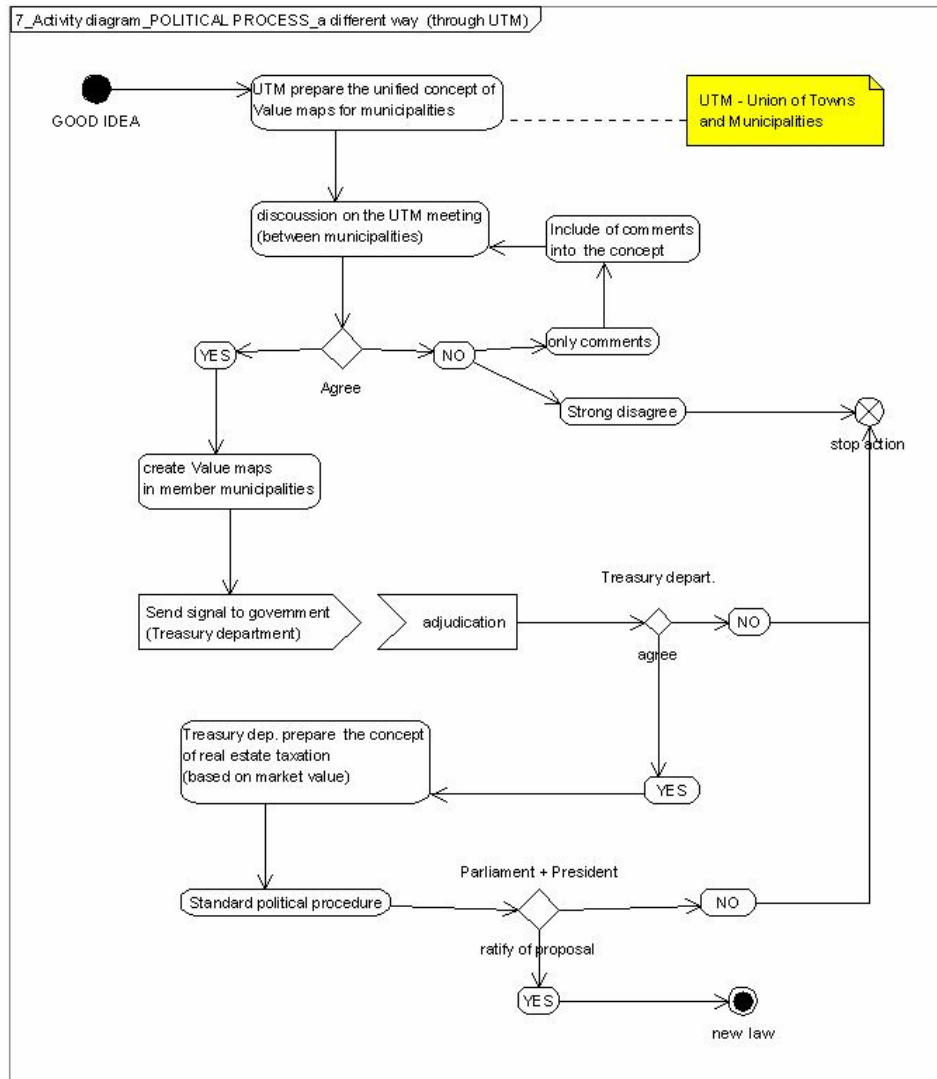 7_Activity diagram_POLITICAL PROCESS_a different way (through UTM)
GOOD IDEA
UTM prepare the unified concept of
Value maps for municipalities
UTM - Union of Towns
and Municipalities
discoussion on the UTM meeting
(between municipalities)
Include of comments
into the concept
YES
Agree
NO
only comments
Strong disagree
stop action
create Value maps
in member municipalities
Send signal to government
(Treasury department)
adjudication
Treasury depart.
agree
NO
YES
Treasury dep. prepare the concept
of real estate taxation
(based on market value)
Standard political procedure
Parliament + President
ratify of proposal
NO
YES
new law